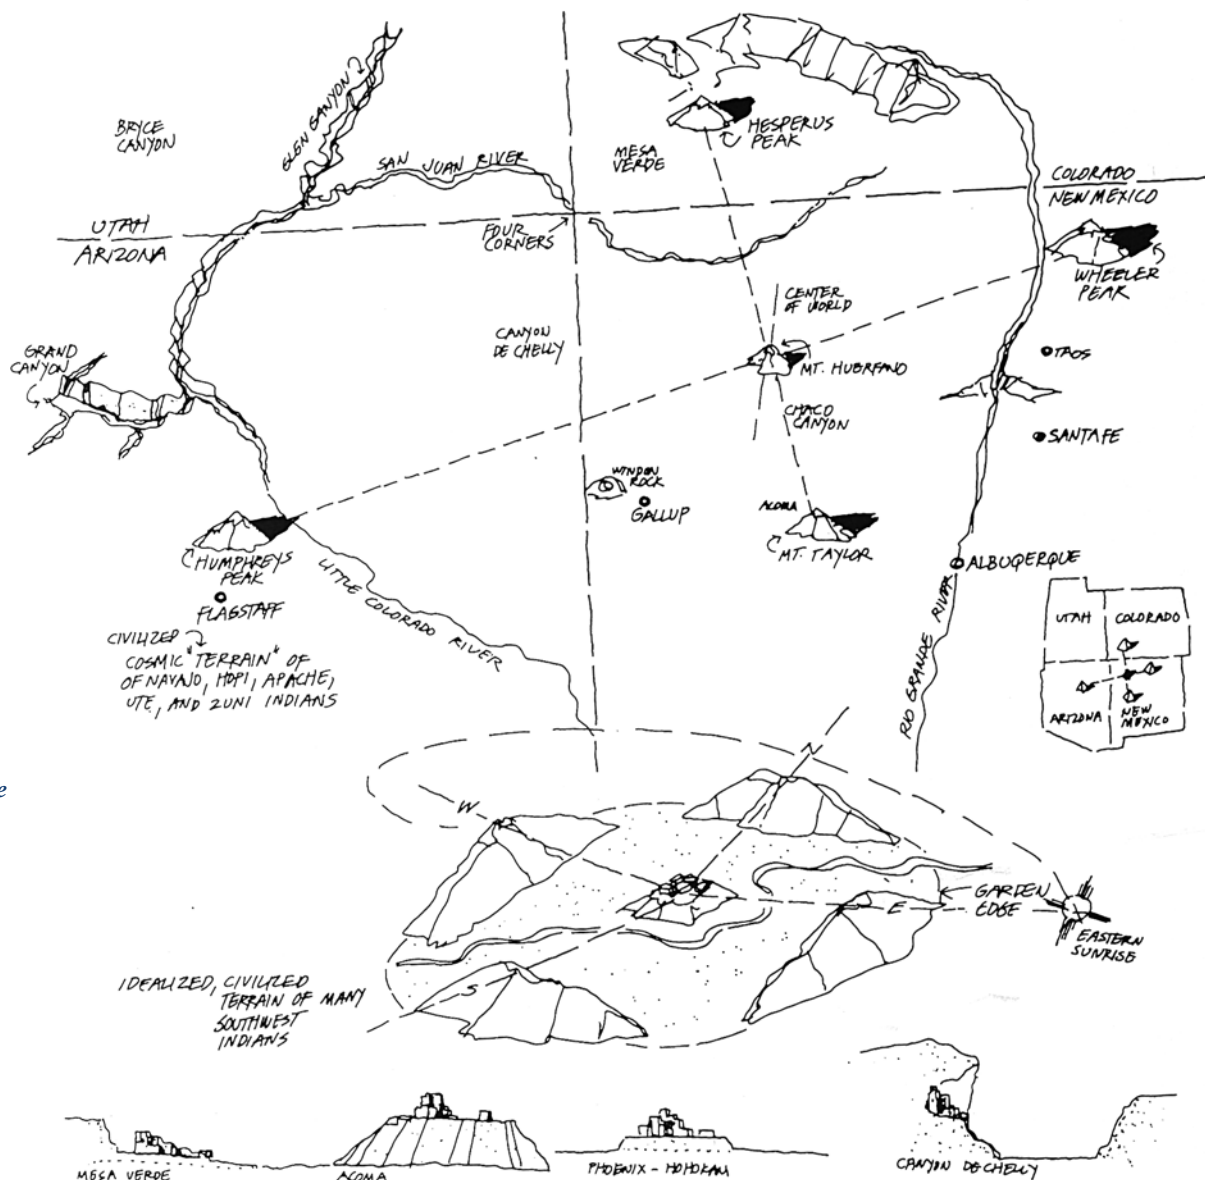 BRYCE
CANYON
GLEN CANYON
SAN JUAN RIVER
MESA
VERDE
HESPERUS
PEAK
COLORADO
NEW MEXICO
UTAH
ARIZONA
FOUR
CORNERS
WHEELER
PEAK
CENTER
OF WORLD
GRAND
CANYON
CANYON
DE CHELLY
MT. HUERFANO
TAOS
CHACO
CANYON
SANTA FE
WINDOW
ROCK
GALLUP
ACOMA
MT. TAYLOR
HUMPHREYS
PEAK
FLAGSTAFF
LITTLE COLORADO RIVER
ALBUQERQUE
RIO GRANDE RIVER
CIVILIZED
COSMIC "TERRAIN" OF
OF NAVAJO, HOPI, APACHE,
UTE, AND ZUNI INDIANS
UTAH
COLORADO
ARIZONA
NEW
MEXICO
e
N
W
E
S
GARDEN
EDGE
EASTERN
SUNRISE
IDEALIZED, CIVILIZED
TERRAIN OF MANY
SOUTHWEST
INDIANS
MESA VERDE
ACOMA
PHOENIX - HOHOKAM
CANYON DE CHELLY